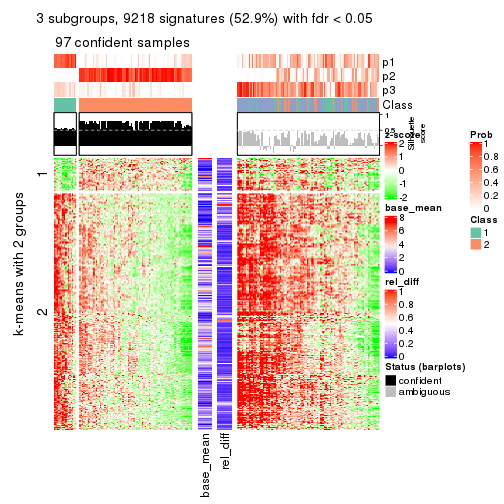 3 subgroups, 9218 signatures (52.9%) with fdr < 0.05
97 confident samples
p1
p2
p3
Class
1
0.5
Silhouette
score
z-score
2
1
0
-1
-2
Prob
1
0.8
0.6
0.4
0.2
0
base_mean
8
6
4
2
0
Class
1
2
rel_diff
1
0.8
0.6
0.4
0.2
0
Status (barplots)
confident
ambiguous
k-means with 2 groups
1
2
base_mean
rel_diff